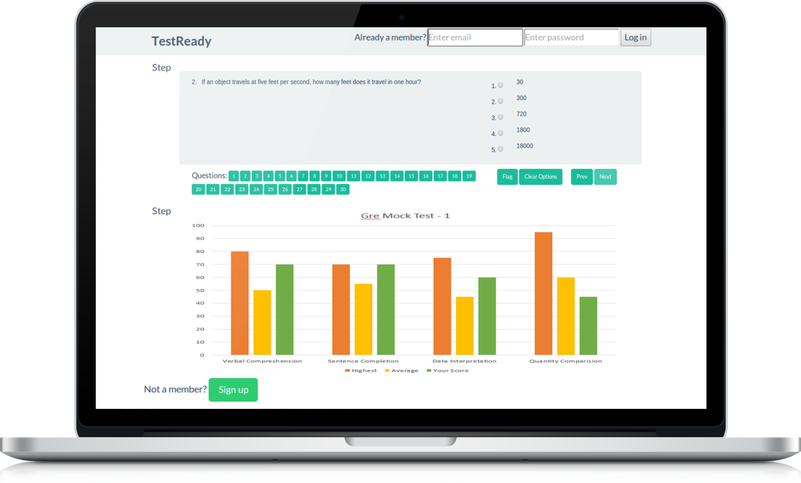 TestReady
Already a member? Enter email Enter password Log in
Step
2. If an object travels at five feet per second, how many feet does it travel in one hour?
1. 30
2. 300
3. 720
4. 1800
5. 18000
Questions: 1 2 3 4 5 6 7 8 9 10 11 12 13 14 15 16 17 18 19
20 21 22 23 24 25 26 27 28 29 30
Flag Clear Options Prev Next
Step
Gre Mock Test - 1
100
90
80
70
60
50
40
30
20
10
0
Verbal Compreshension Sentence Completion Data Interpretation Quantity Comparision
Highest Average Your Score
Not a member? Sign up